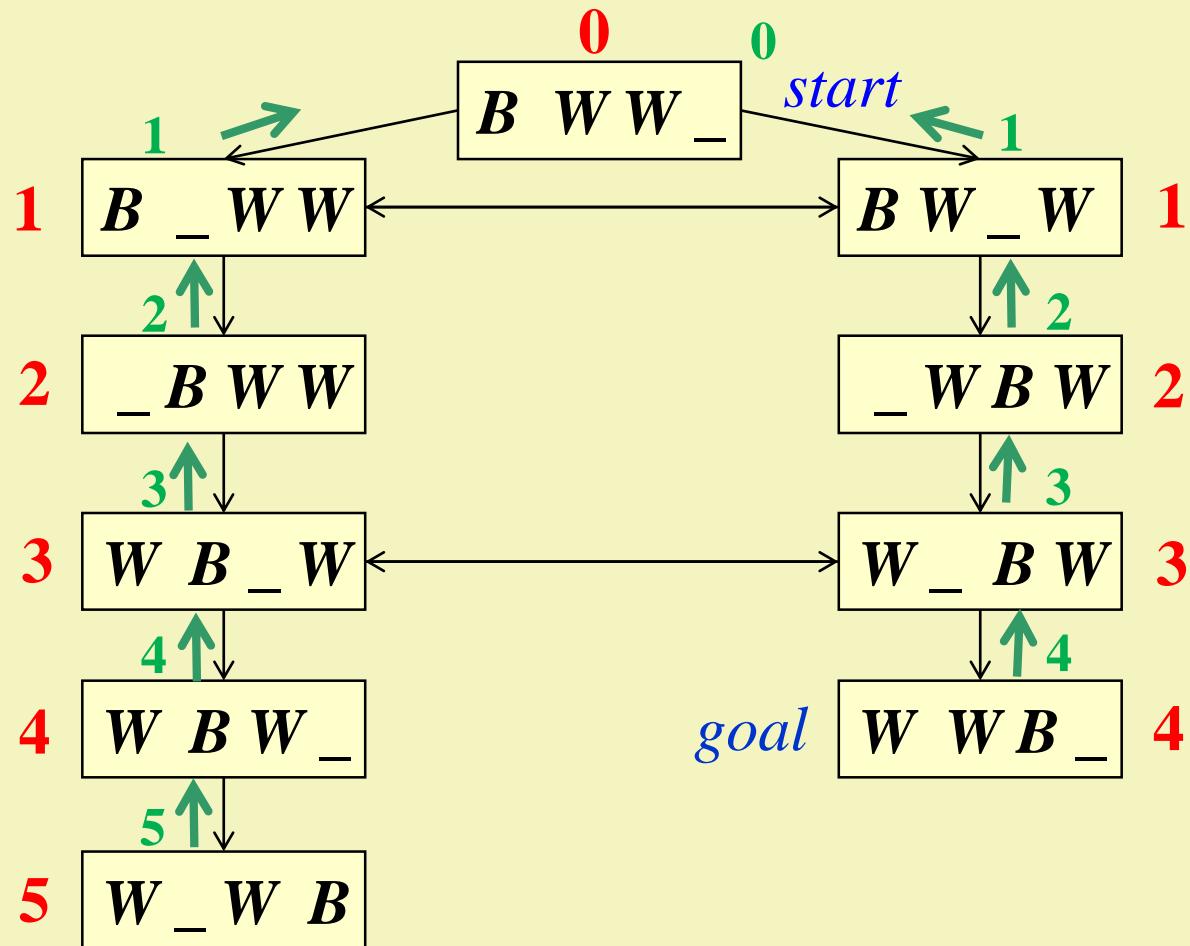 0 0
B W W _ start
1 1
1 B _ W W B W _ W 1
2 2
2 _ B W W _ W B W 2
3 3
3 W B _ W W _ B W 3
4 4
4 W B W _ goal W W B _ 4
5
5 W _ W B